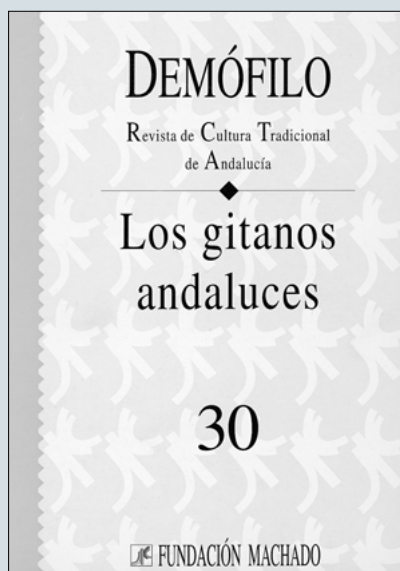 DEMÓFILO
Revista de Cultura Tradicional
de Andalucía
Los gitanos
andaluces
30
FUNDACIÓN MACHADO